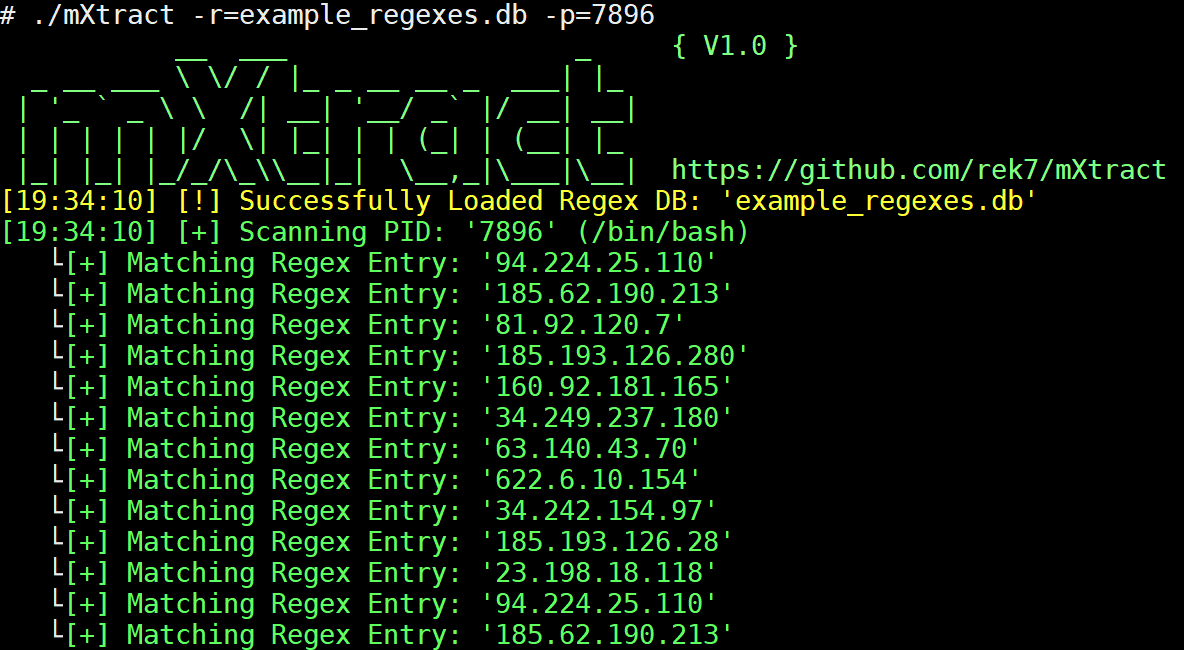 # ./mXtract -r=example_regexes.db -p=7896
{ V1.0 }
mXtract
https://github.com/rek7/mXtract
[19:34:10] [!] Successfully Loaded Regex DB: 'example_regexes.db'
[19:34:10] [+] Scanning PID: '7896' (/bin/bash)
└[+] Matching Regex Entry: '94.224.25.110'
└[+] Matching Regex Entry: '185.62.190.213'
└[+] Matching Regex Entry: '81.92.120.7'
└[+] Matching Regex Entry: '185.193.126.280'
└[+] Matching Regex Entry: '160.92.181.165'
└[+] Matching Regex Entry: '34.249.237.180'
└[+] Matching Regex Entry: '63.140.43.70'
└[+] Matching Regex Entry: '622.6.10.154'
└[+] Matching Regex Entry: '34.242.154.97'
└[+] Matching Regex Entry: '185.193.126.28'
└[+] Matching Regex Entry: '23.198.18.118'
└[+] Matching Regex Entry: '94.224.25.110'
└[+] Matching Regex Entry: '185.62.190.213'